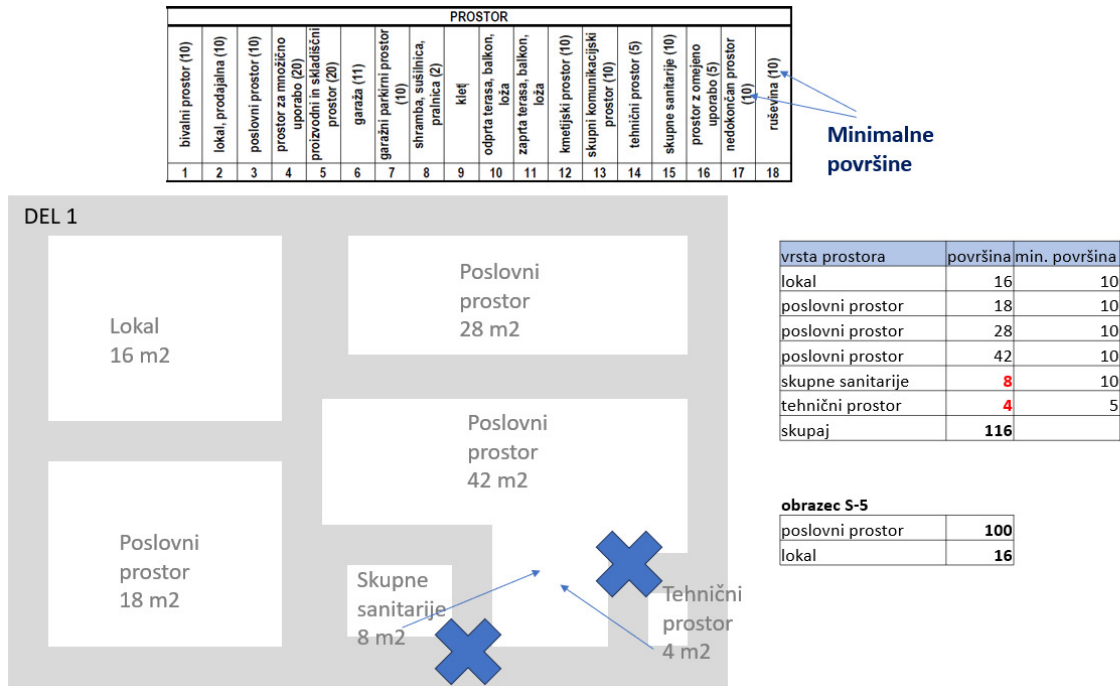 PROSTOR
bivalni prostor (10)
lokal, prodajalna (10)
poslovni prostor (10)
prostor za množično
uporabo (20)
proizvodni in skladiščni
prostor (20)
garaža (11)
garažni parkirni prostor
(10)
shramba, sušilnica,
pralnica (2)
klet
odprta terasa, balkon,
loža
zaprta terasa, balkon,
loža
kmetijski prostor (10)
skupni komunikacijski
prostor (10)
tehnični prostor (5)
skupne sanitarije (10)
prostor z omejeno
uporabo (5)
nedokončan prostor
(10)
ruševina (10)
1 2 3 4 5 6 7 8 9 10 11 12 13 14 15 16 17 18
Minimalne
površine
DEL 1
Lokal
16 m2
Poslovni
prostor
28 m2
Poslovni
prostor
42 m2
Poslovni
prostor
18 m2
Skupne
sanitarije
8 m2
Tehnični
prostor
4 m2
vrsta prostora površina min. površina
lokal 16 10
poslovni prostor 18 10
poslovni prostor 28 10
poslovni prostor 42 10
skupne sanitarije 8 10
tehnični prostor 4 5
skupaj 116
obrazec S-5
poslovni prostor 100
lokal 16